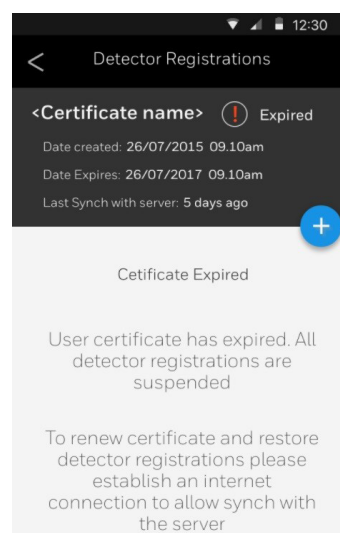 12:30
< Detector Registrations
<Certificate name> ! Expired
Date created: 26/07/2015 09.10am
Date Expires: 26/07/2017 09.10am
Last Synch with server: 5 days ago
+
Cetificate Expired
User certificate has expired. All
detector registrations are
suspended
To renew certificate and restore
detector registrations please
establish an internet
connection to allow synch with
the server